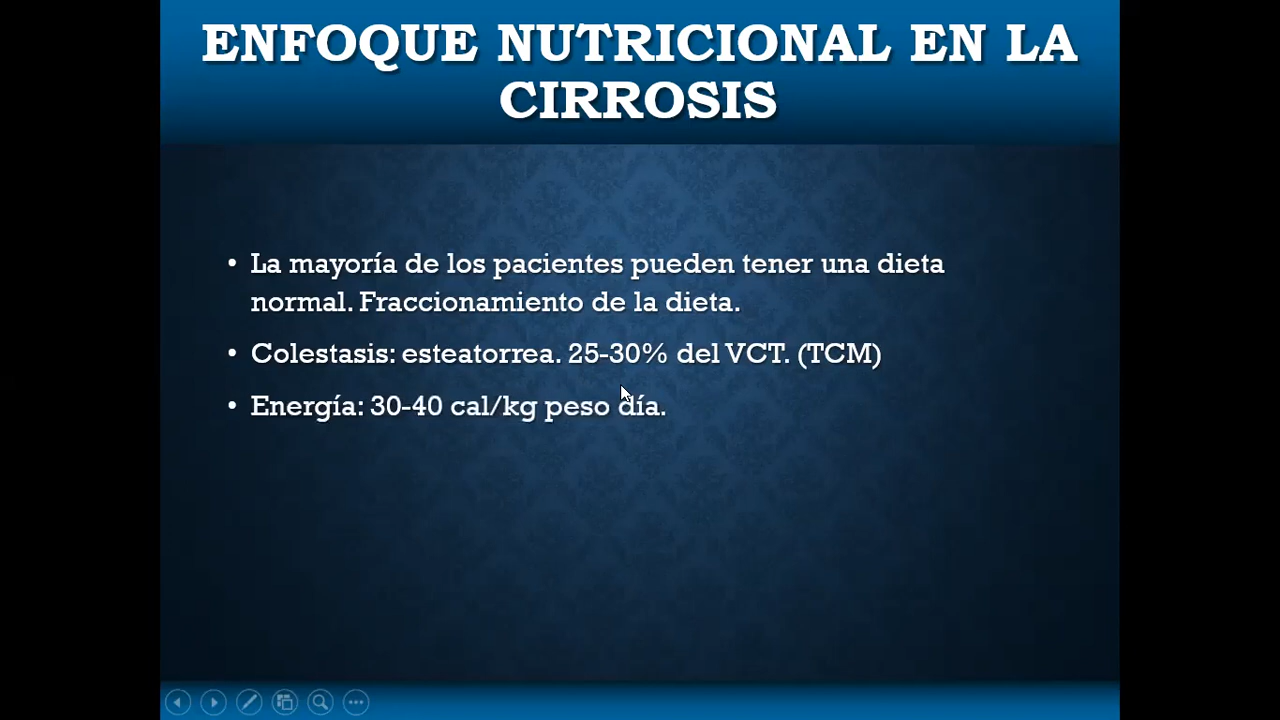 ENFOQUE NUTRICIONAL EN LA
CIRROSIS
• La mayoría de los pacientes pueden tener una dieta
normal. Fraccionamiento de la dieta.
• Colestasis: esteatorrea. 25-30% del VCT. (TCM)
• Energía: 30-40 cal/kg peso día.